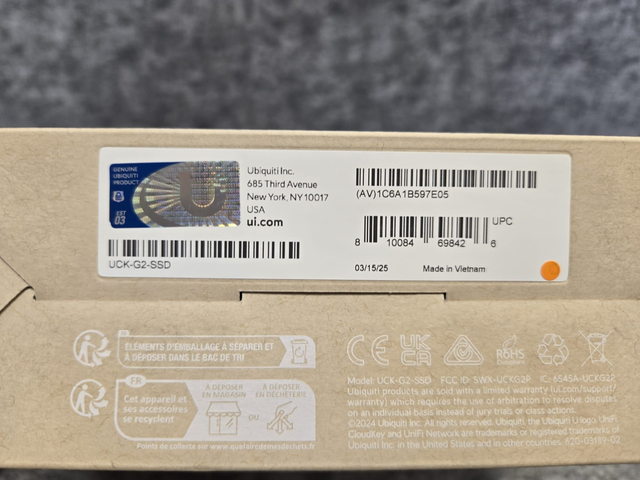 GENUINE
UBIQUITI
PRODUCT
EST
03
Ubiquiti Inc.
685 Third Avenue
New York, NY 10017
USA
ui.com
UCK-G2-SSD
(AV)1C6A1B597E05
UPC
8 10084 69842 6
03/15/25 Made in Vietnam
ÉLÉMENTS D'EMBALLAGE À SÉPARER ET
À DÉPOSER DANS LE BAC DE TRI
FR
Cet appareil et
ses accessoires
se recyclent
À DÉPOSER
EN MAGASIN
OU
À DÉPOSER
EN DÉCHÈTERIE
Points de collecte sur www.quefairedemesdechets.fr
CE UK CA RoHS
Model: UCK-G2-SSD FCC ID: SWX-UCKG2P IC: 6545A-UCKG2P
Ubiquiti products are sold with a limited warranty (ui.com/support/
warranty) which requires the use of arbitration to resolve disputes
on an individual basis instead of jury trials or class actions.
©2024 Ubiquiti Inc. All rights reserved. Ubiquiti, the Ubiquiti U logo, UniFi
CloudKey and UniFi Network are trademarks or registered trademarks of
Ubiquiti Inc. in the United States and in other countries. 620-03189-02